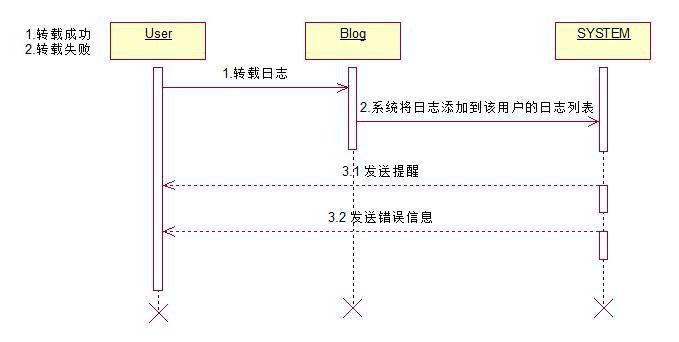 1.转载成功
2.转载失败
User
Blog
SYSTEM
1.转载日志
2.系统将日志添加到该用户的日志列表
3.1 发送提醒
3.2 发送错误信息